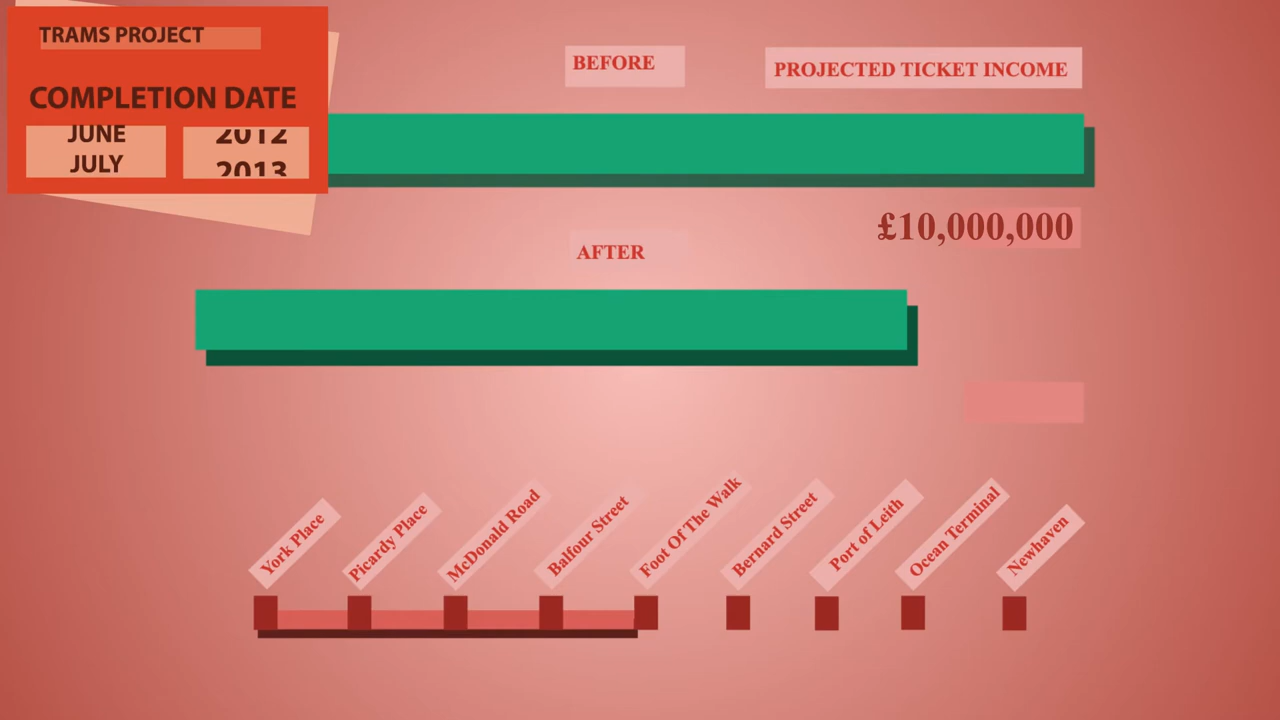 TRAMS PROJECT
COMPLETION DATE
JUNE 2012
JULY 2013
BEFORE
PROJECTED TICKET INCOME
£10,000,000
AFTER
York Place
Picardy Place
McDonald Road
Balfour Street
Foot Of The Walk
Bernard Street
Port of Leith
Ocean Terminal
Newhaven